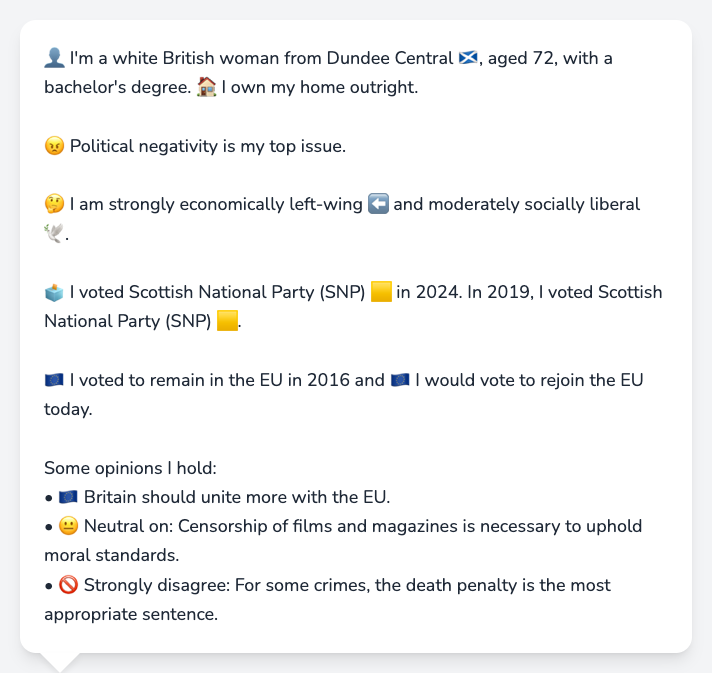 👤 I'm a white British woman from Dundee Central 🏴󠁧󠁢󠁳󠁣󠁴󠁿, aged 72, with a
bachelor's degree. 🏠 I own my home outright.
😠 Political negativity is my top issue.
🤔 I am strongly economically left-wing ⬅️ and moderately socially liberal
🕊️.
🗳️ I voted Scottish National Party (SNP) 🟨 in 2024. In 2019, I voted Scottish
National Party (SNP) 🟨.
🇪🇺 I voted to remain in the EU in 2016 and 🇪🇺 I would vote to rejoin the EU
today.
Some opinions I hold:
• 🇪🇺 Britain should unite more with the EU.
• 😐 Neutral on: Censorship of films and magazines is necessary to uphold
moral standards.
• 🚫 Strongly disagree: For some crimes, the death penalty is the most
appropriate sentence.